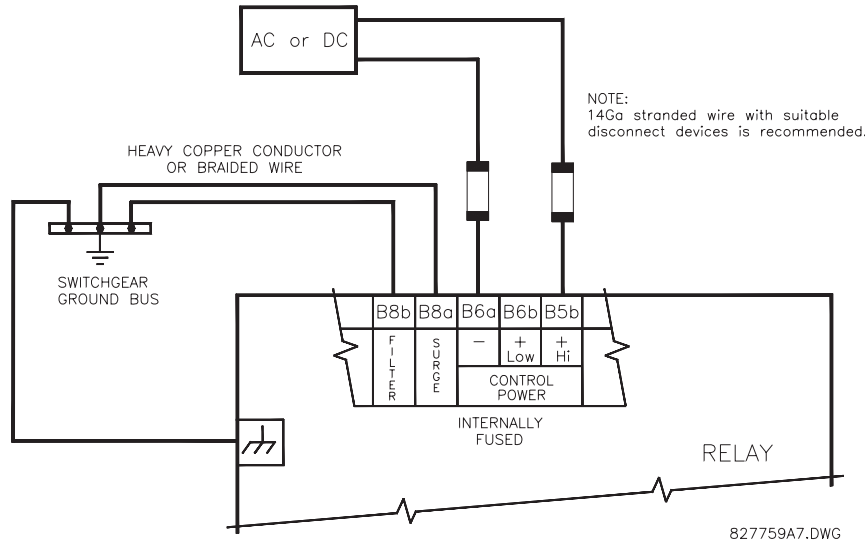 AC or DC
NOTE:
14Ga stranded wire with suitable
disconnect devices is recommended.
HEAVY COPPER CONDUCTOR
OR BRAIDED WIRE
SWITCHGEAR
GROUND BUS
B8b B8a B6a B6b B5b
FILTER
SURGE
−
+
Low
+
Hi
CONTROL
POWER
INTERNALLY
FUSED
RELAY
827759A7.DWG